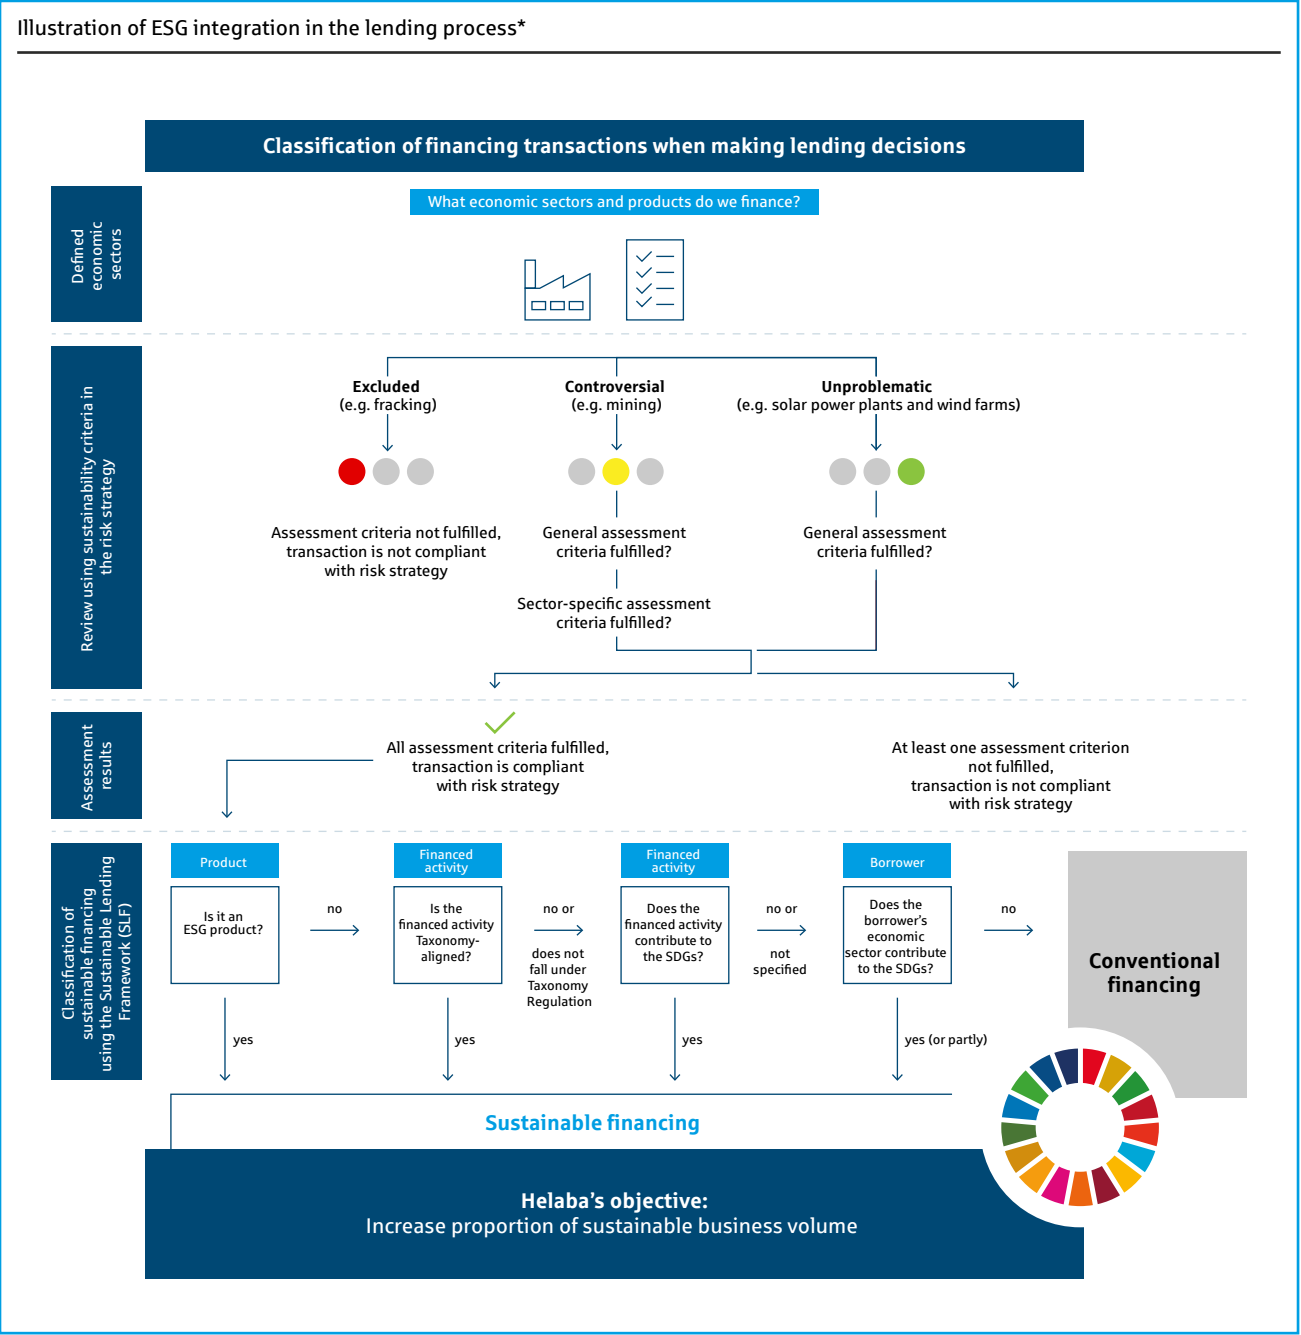 Illustration of ESG integration in the lending process*
Classification of financing transactions when making lending decisions
Defined
economic
sectors
What economic sectors and products do we finance?
Review using sustainability criteria in
the risk strategy
Excluded
(e.g. fracking)
Controversial
(e.g. mining)
Unproblematic
(e.g. solar power plants and wind farms)
Assessment criteria not fulfilled,
transaction is not compliant
with risk strategy
General assessment
criteria fulfilled?
Sector-specific assessment
criteria fulfilled?
General assessment
criteria fulfilled?
Assessment
results
All assessment criteria fulfilled,
transaction is compliant
with risk strategy
At least one assessment criterion
not fulfilled,
transaction is not compliant
with risk strategy
Classification of
sustainable financing
using the Sustainable Lending
Framework (SLF)
Product
Is it an
ESG product?
no
yes
Financed
activity
Is the
financed activity
Taxonomy-
aligned?
no or
does not
fall under
Taxonomy
Regulation
yes
Financed
activity
Does the
financed activity
contribute to
the SDGs?
no or
not
specified
yes
Borrower
Does the
borrower's
economic
sector contribute
to the SDGs?
no
yes (or partly)
Conventional
financing
Sustainable financing
Helaba's objective:
Increase proportion of sustainable business volume